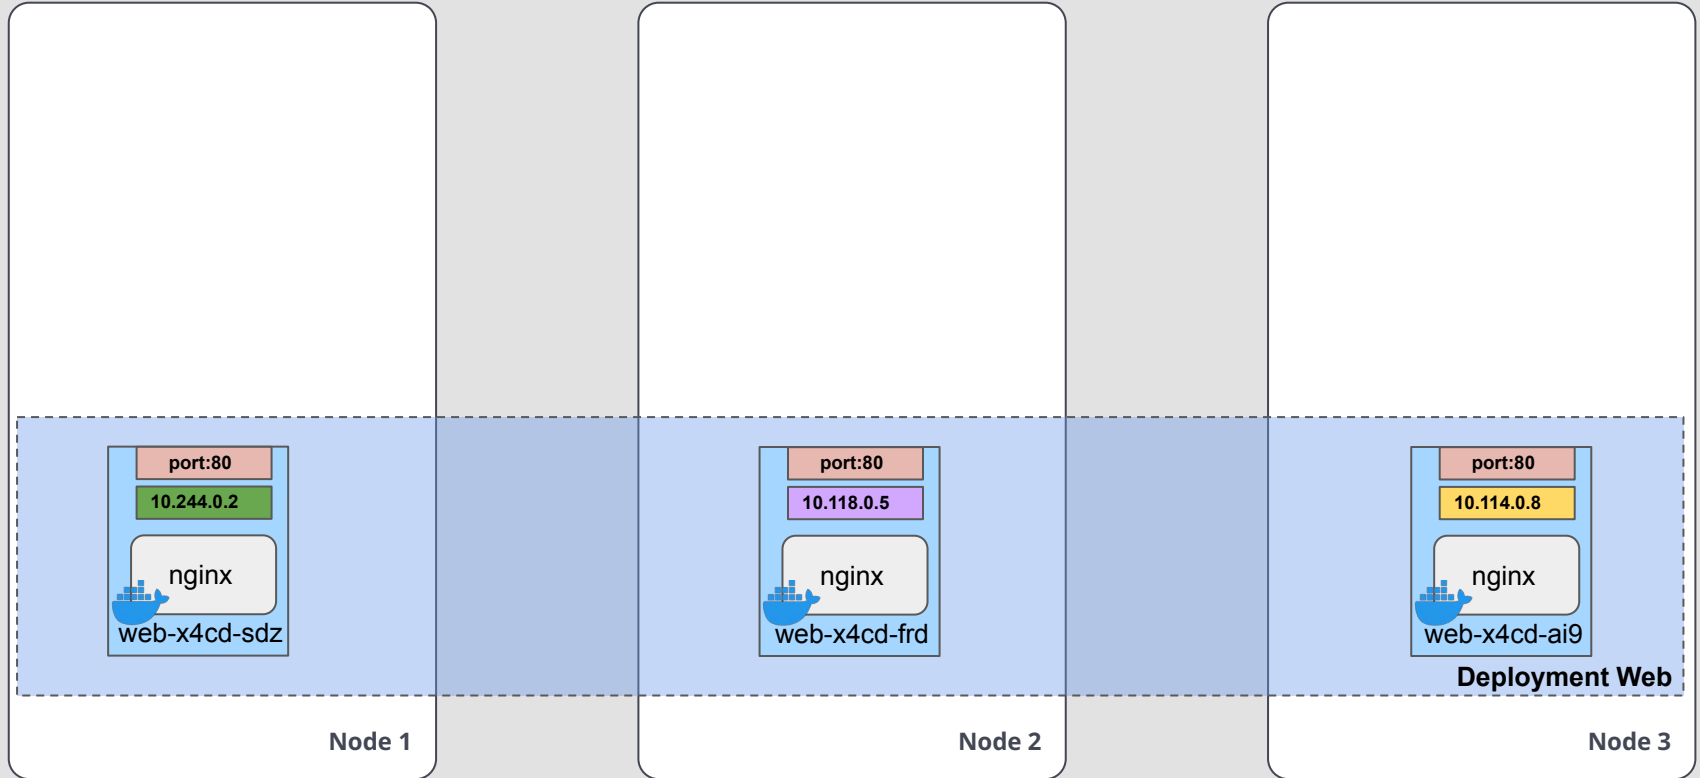 port:80
10.244.0.2
nginx
web-x4cd-sdz
port:80
10.118.0.5
nginx
web-x4cd-frd
port:80
10.114.0.8
nginx
web-x4cd-ai9
Deployment Web
Node 1
Node 2
Node 3